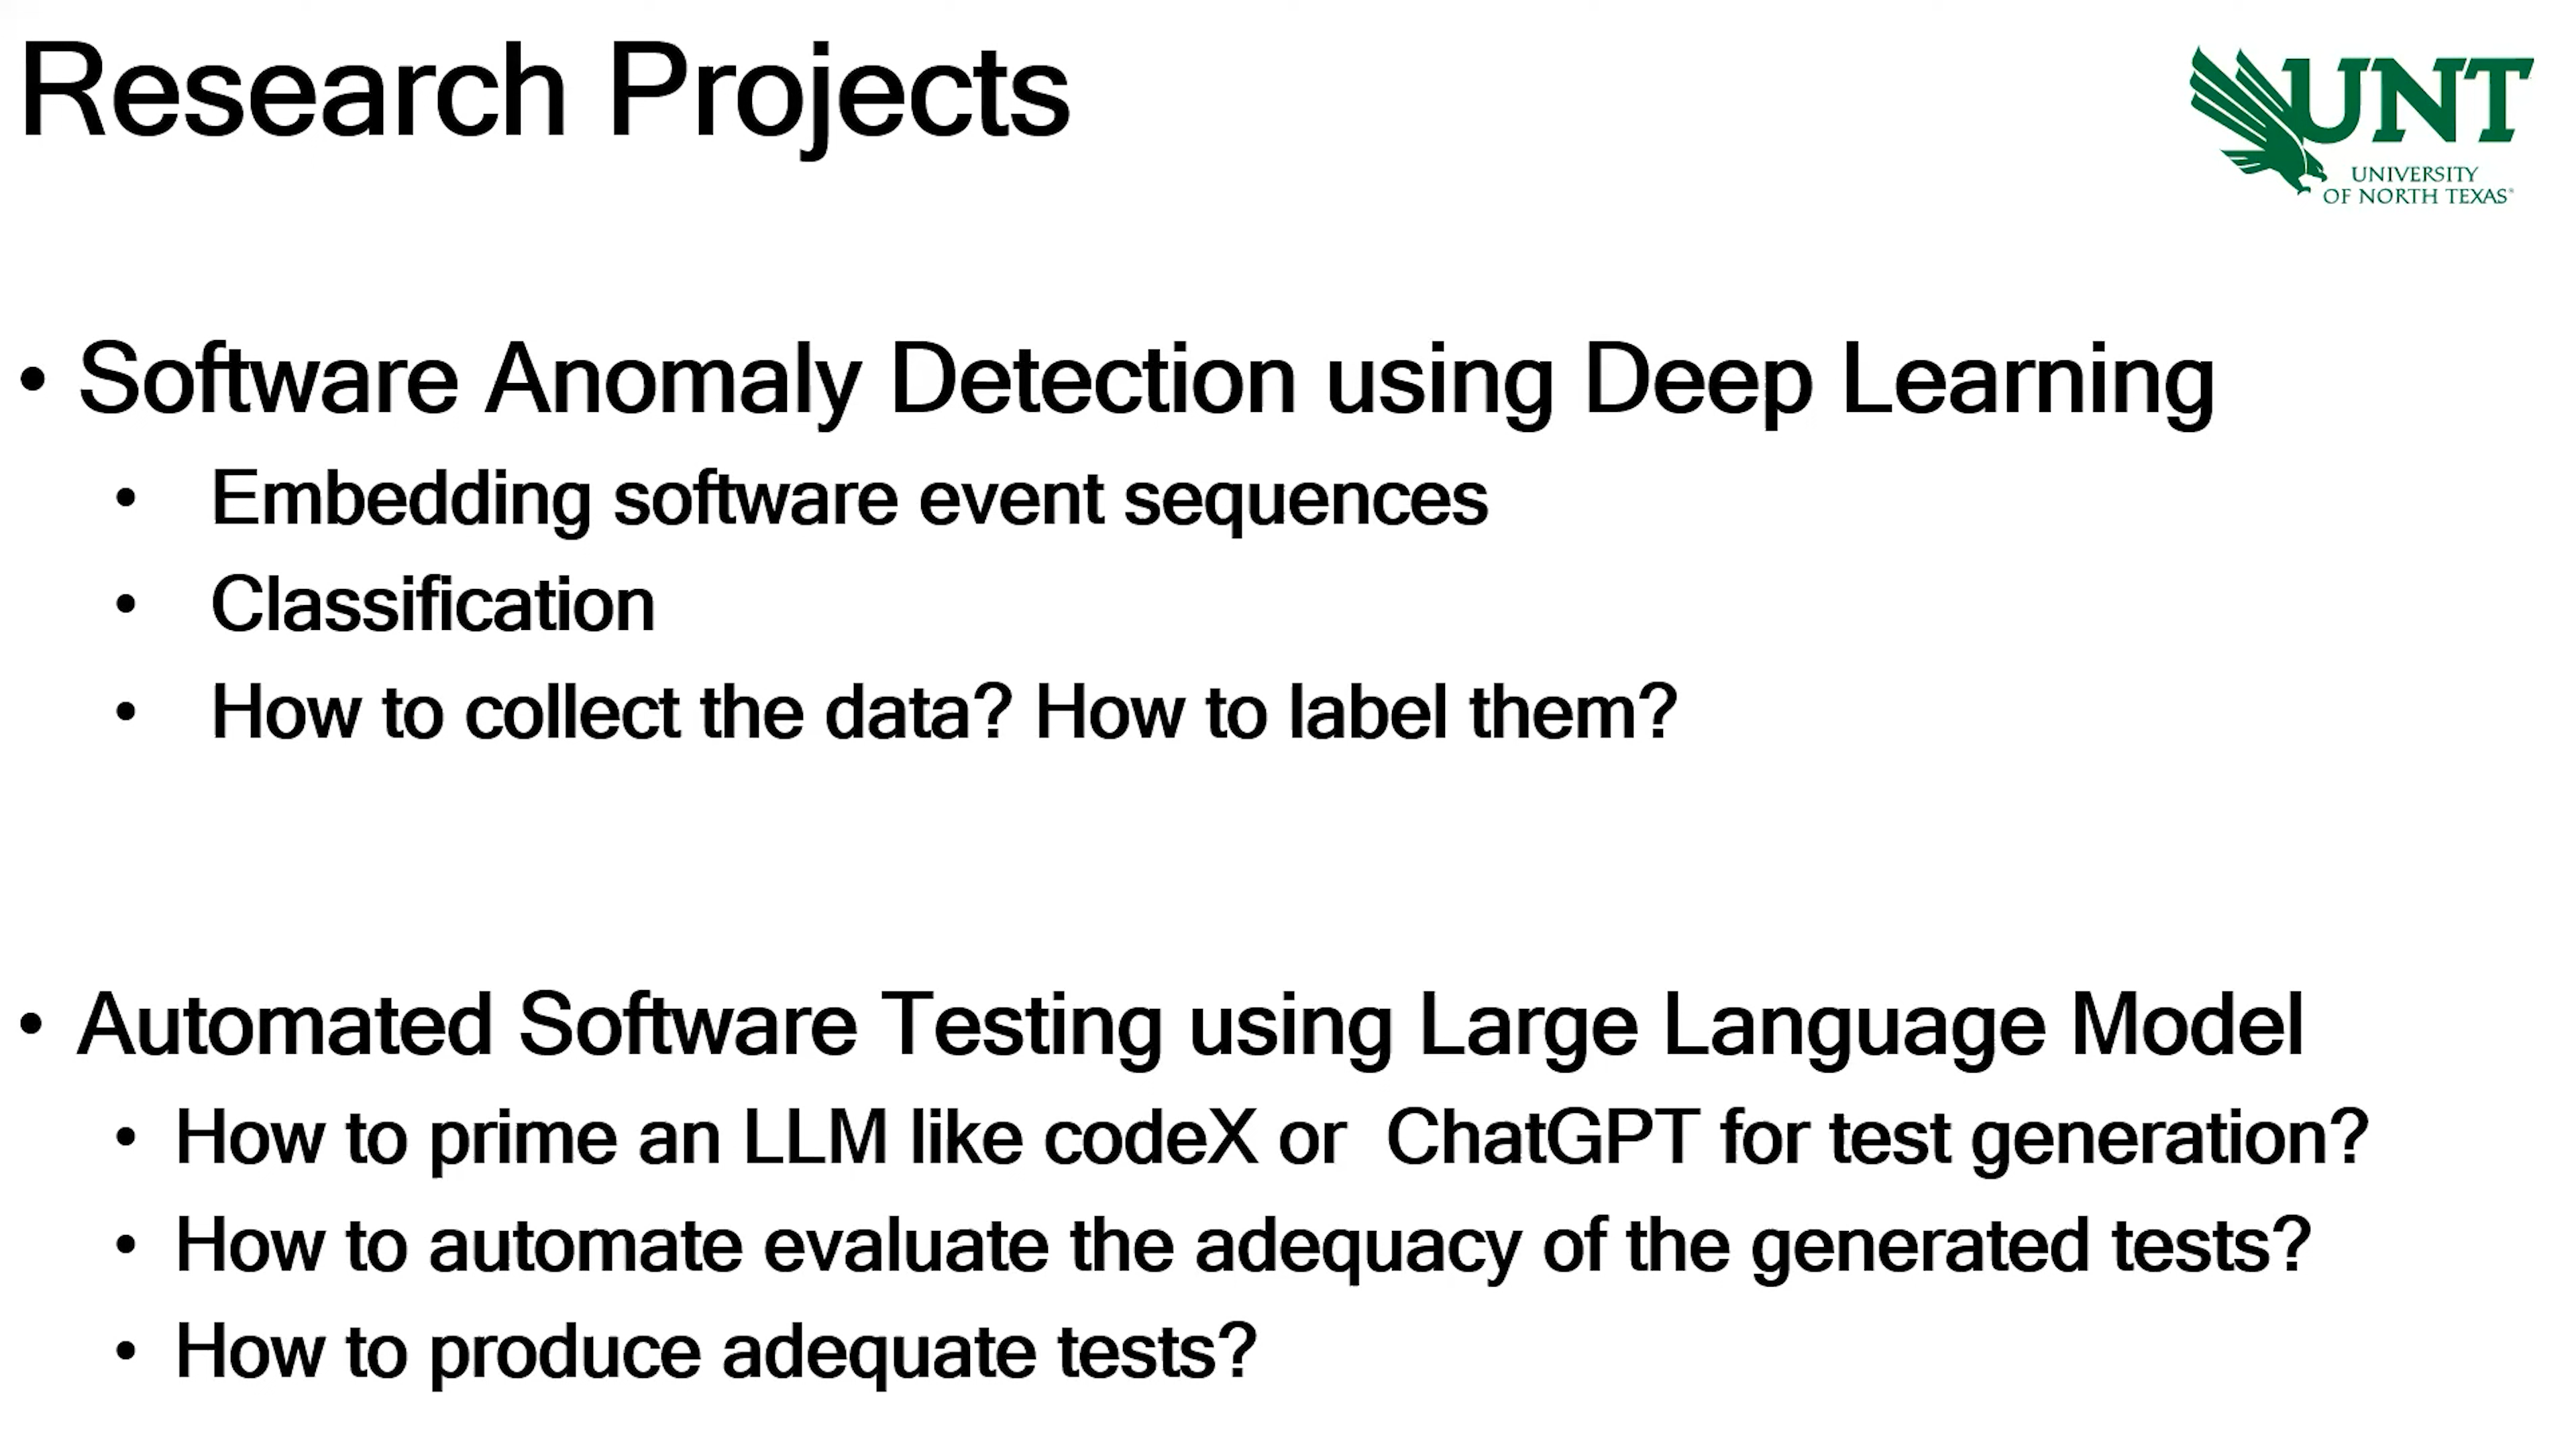 Research Projects
UNT
UNIVERSITY
OF NORTH TEXAS®
• Software Anomaly Detection using Deep Learning
• Embedding software event sequences
• Classification
• How to collect the data? How to label them?
• Automated Software Testing using Large Language Model
• How to prime an LLM like codeX or  ChatGPT for test generation?
• How to automate evaluate the adequacy of the generated tests?
• How to produce adequate tests?